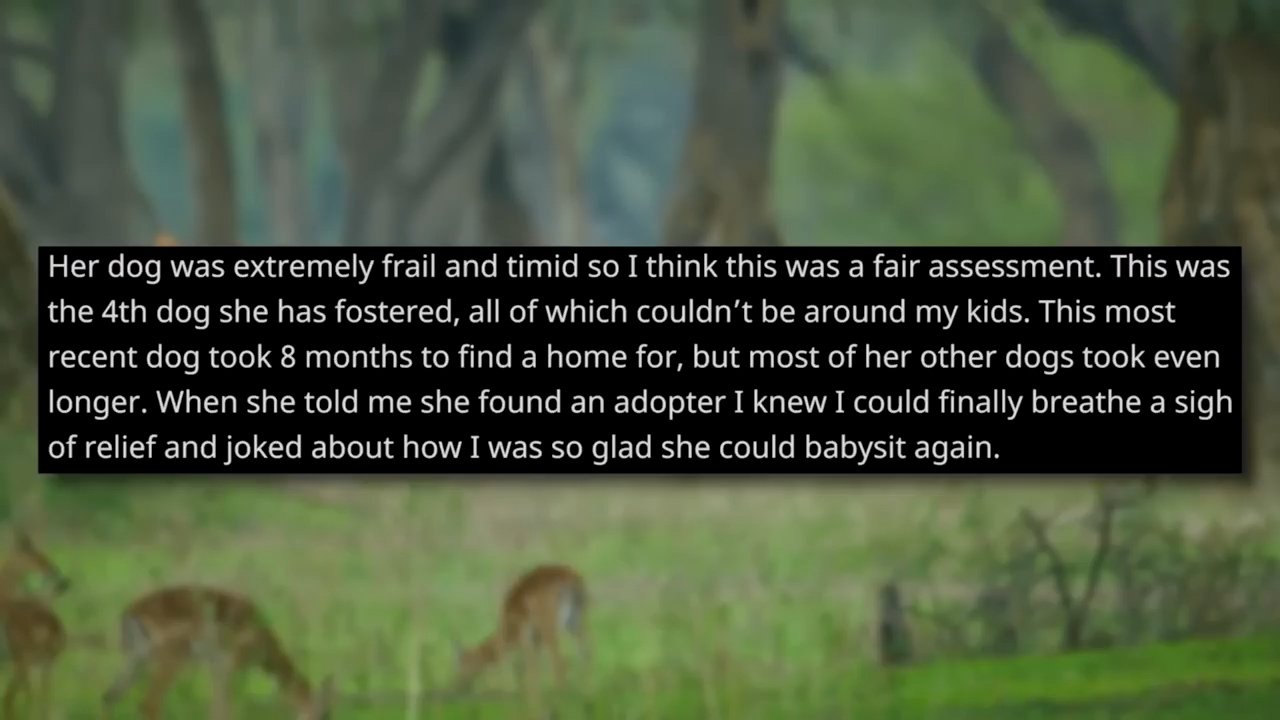 Her dog was extremely frail and timid so I think this was a fair assessment. This was
the 4th dog she has fostered, all of which couldn’t be around my kids. This most
recent dog took 8 months to find a home for, but most of her other dogs took even
longer. When she told me she found an adopter I knew I could finally breathe a sigh
of relief and joked about how I was so glad she could babysit again.